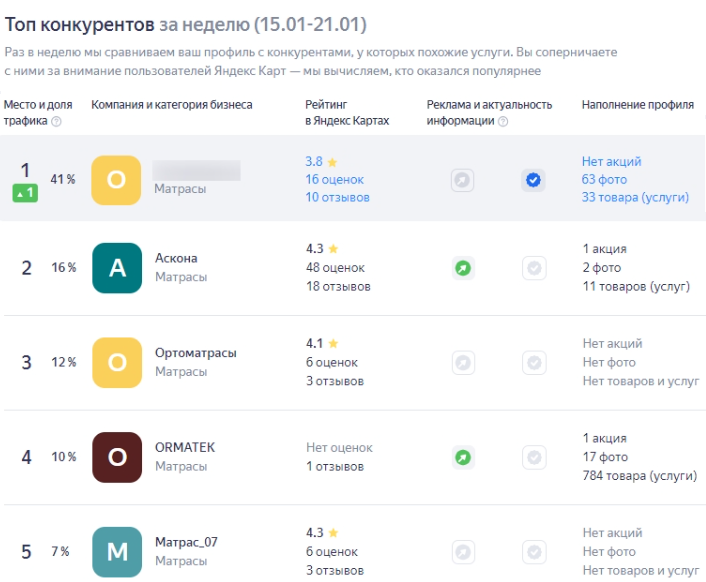 Топ конкурентов за неделю (15.01-21.01)
Раз в неделю мы сравниваем ваш профиль с конкурентами, у которых похожие услуги. Вы соперничаете
с ними за внимание пользователей Яндекс Карт — мы вычисляем, кто оказался популярнее
Место и доля трафика ?
Компания и категория бизнеса
Рейтинг в Яндекс Картах
Реклама и актуальность информации ?
Наполнение профиля
1
▲1
41 %
О
Матрасы
3.8
16 оценок
10 отзывов
Нет акций
63 фото
33 товара (услуги)
2
16 %
А
Аскона
Матрасы
4.3
48 оценок
18 отзывов
1 акция
2 фото
11 товаров (услуг)
3
12 %
О
Ортоматрасы
Матрасы
4.1
6 оценок
3 отзывов
Нет акций
Нет фото
Нет товаров и услуг
4
10 %
O
ORMATEK
Матрасы
Нет оценок
1 отзывов
1 акция
17 фото
784 товара (услуги)
5
7 %
М
Матрас_07
Матрасы
4.3
6 оценок
3 отзывов
Нет акций
Нет фото
Нет товаров и услуг